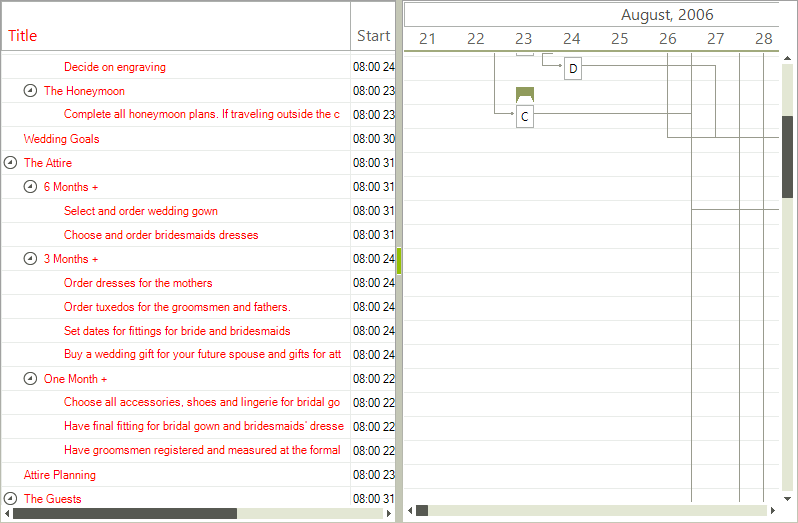 Title Start
August, 2006
21 22 23 24 25 26 27 28
Decide on engraving 08:00 24
D
The Honeymoon 08:00 23
Complete all honeymoon plans. If traveling outside the c 08:00 23
C
Wedding Goals 08:00 30
The Attire 08:00 31
6 Months + 08:00 31
Select and order wedding gown 08:00 31
Choose and order bridesmaids dresses 08:00 31
3 Months + 08:00 24
Order dresses for the mothers 08:00 24
Order tuxedos for the groomsmen and fathers. 08:00 24
Set dates for fittings for bride and bridesmaids 08:00 24
Buy a wedding gift for your future spouse and gifts for att 08:00 24
One Month + 08:00 22
Choose all accessories, shoes and lingerie for bridal go 08:00 22
Have final fitting for bridal gown and bridesmaids' dresse 08:00 22
Have groomsmen registered and measured at the formal 08:00 22
Attire Planning 08:00 23
The Guests 08:00 31